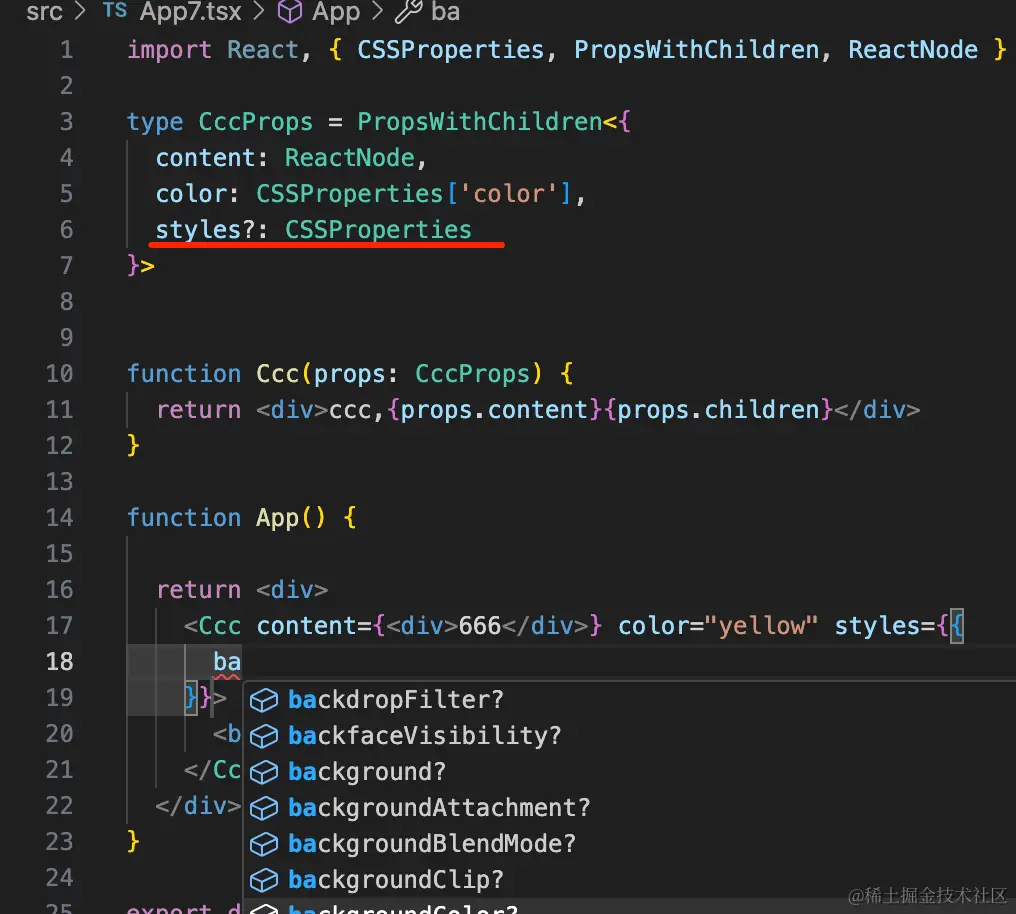 src > TS App7.tsx > App > ba
1 import React, { CSSProperties, PropsWithChildren, ReactNode }
2
3 type CccProps = PropsWithChildren<{
4 content: ReactNode,
5 color: CSSProperties['color'],
6 styles?: CSSProperties
7 }>
8
9
10 function Ccc(props: CccProps) {
11 return <div>ccc,{props.content}{props.children}</div>
12 }
13
14 function App() {
15
16 return <div>
17 <Ccc content={<div>666</div>} color="yellow" styles={{
18 ba
19 }}>
backdropFilter?
20 <b
backfaceVisibility?
21 </Cc
background?
22 </div>
backgroundAttachment?
23 }
backgroundBlendMode?
24
backgroundClip?
25 export d
backgroundColor?
@稀土掘金技术社区